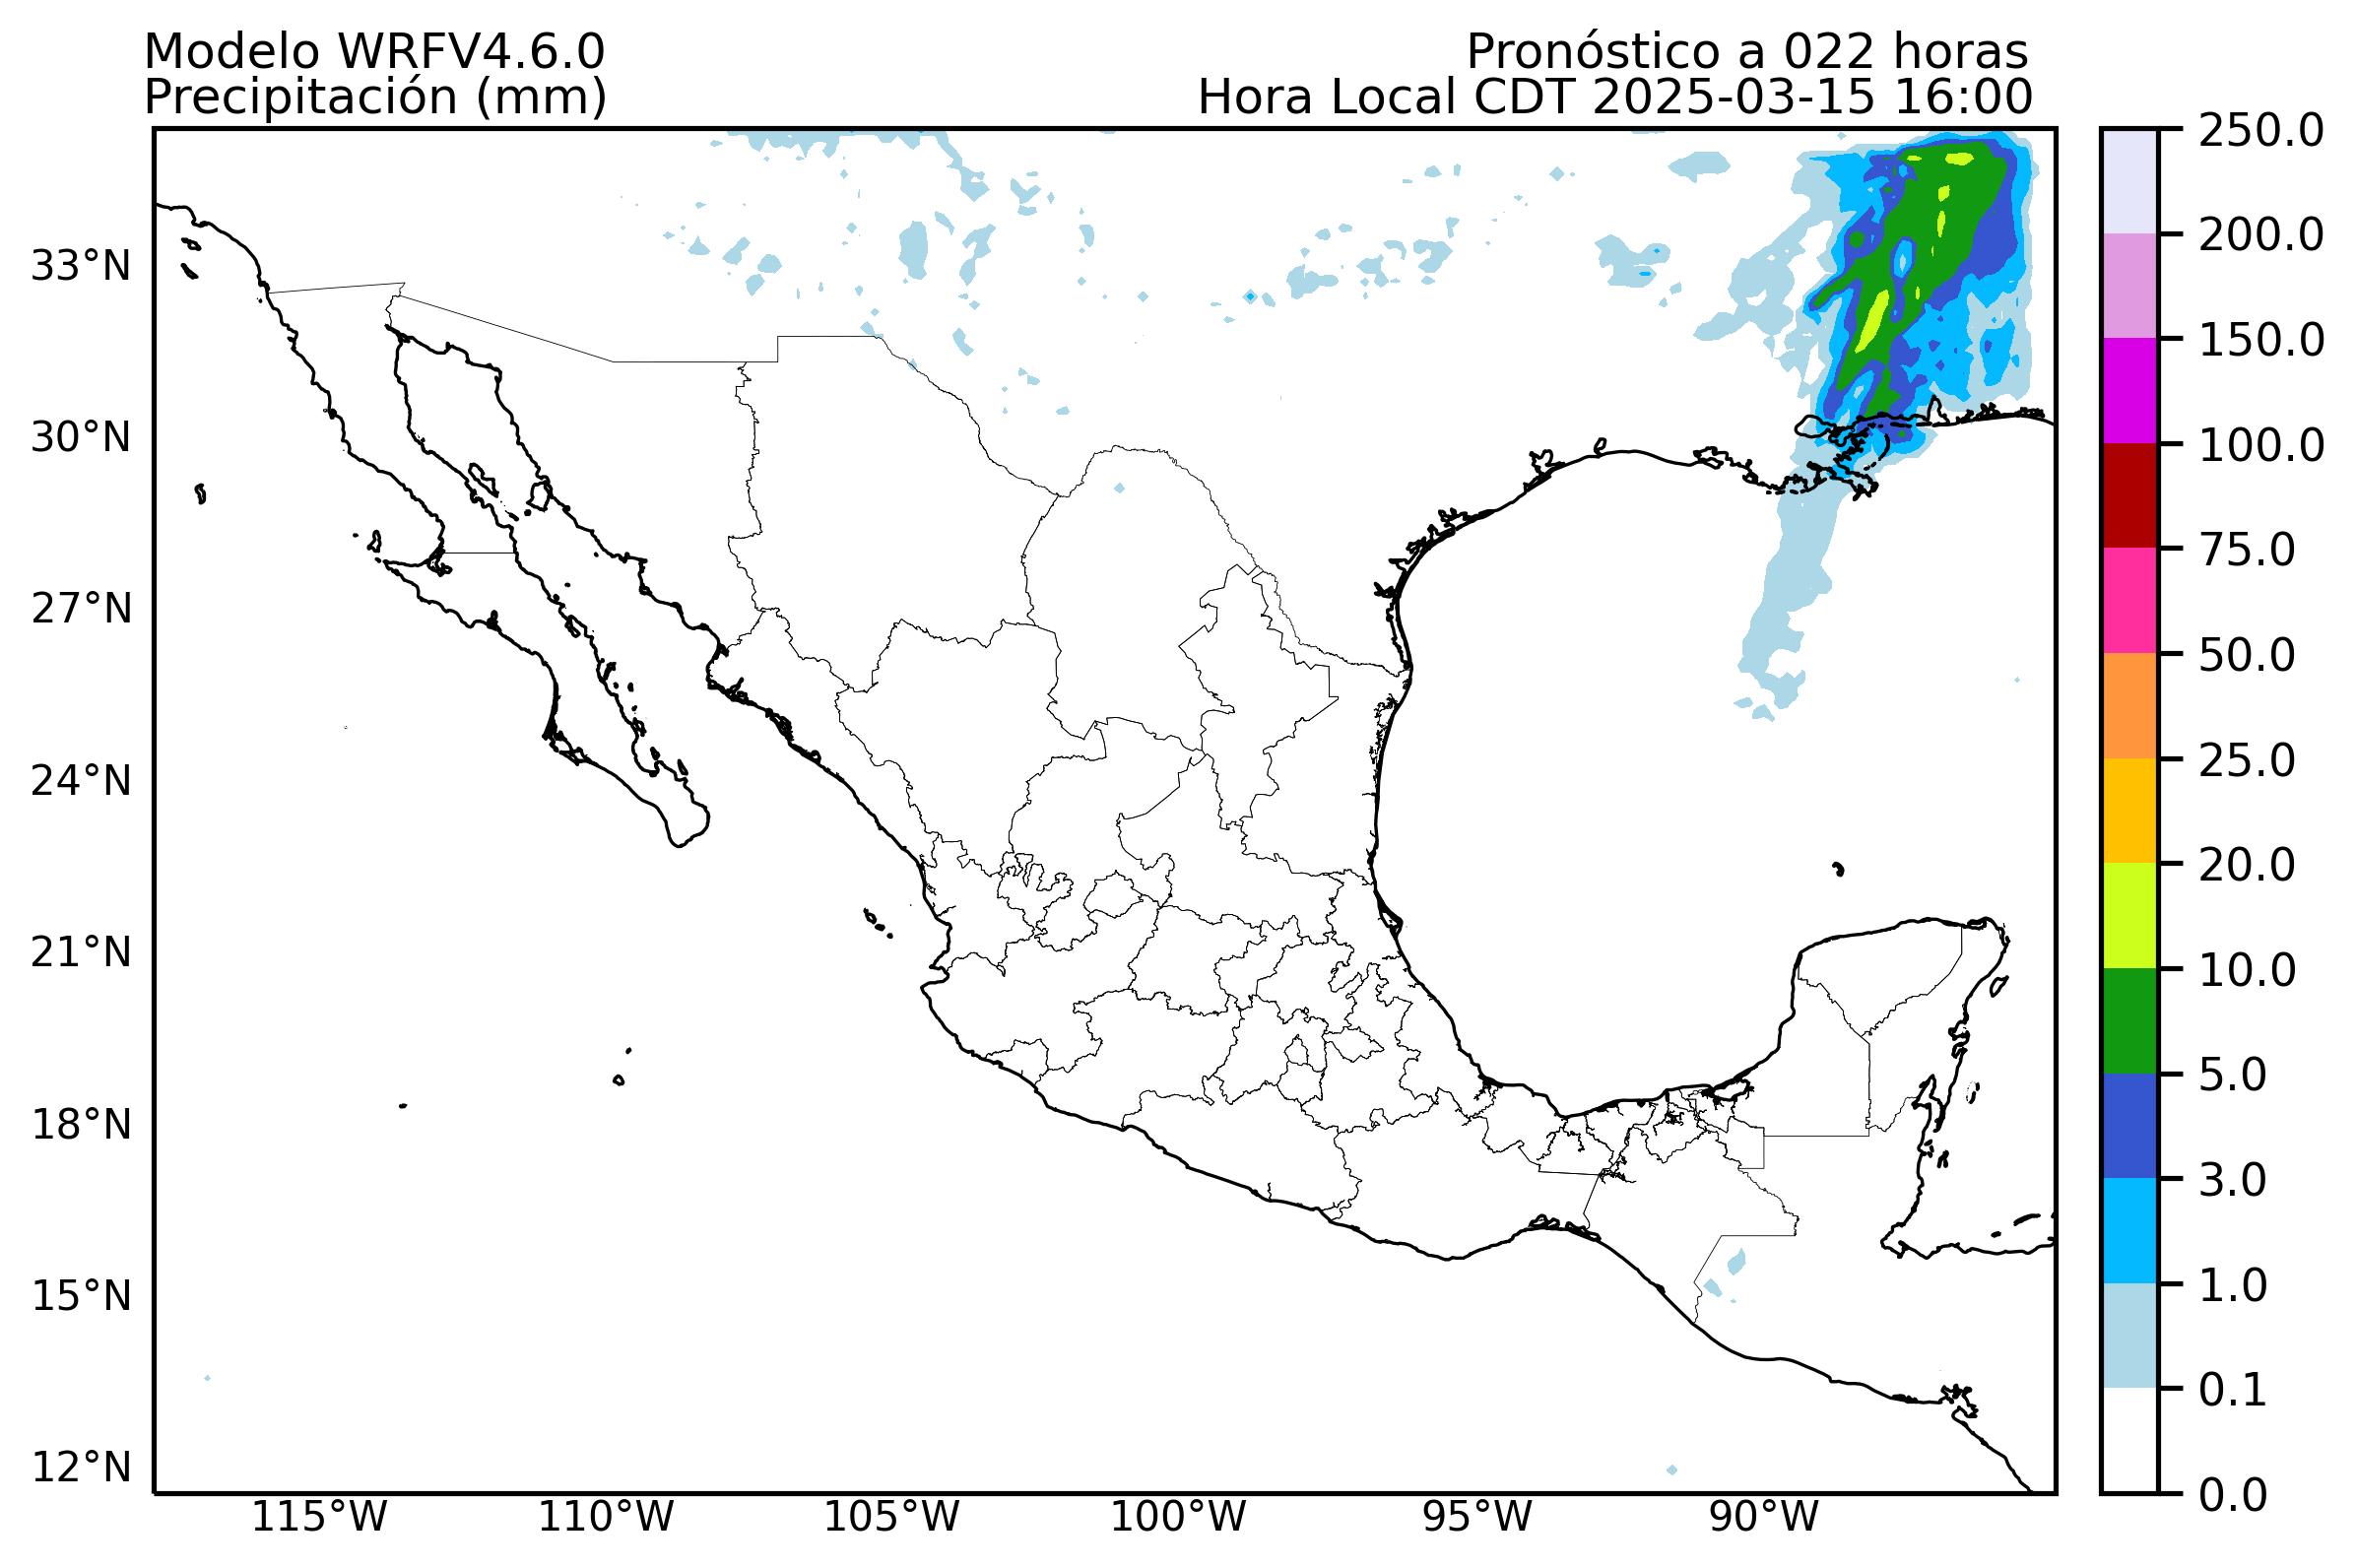 Modelo WRFV4.6.0
Precipitación (mm)
Pronóstico a 022 horas
Hora Local CDT 2025-03-15 16:00
33°N
30°N
27°N
24°N
21°N
18°N
15°N
12°N
115°W
110°W
105°W
100°W
95°W
90°W
250.0
200.0
150.0
100.0
75.0
50.0
25.0
20.0
10.0
5.0
3.0
1.0
0.1
0.0